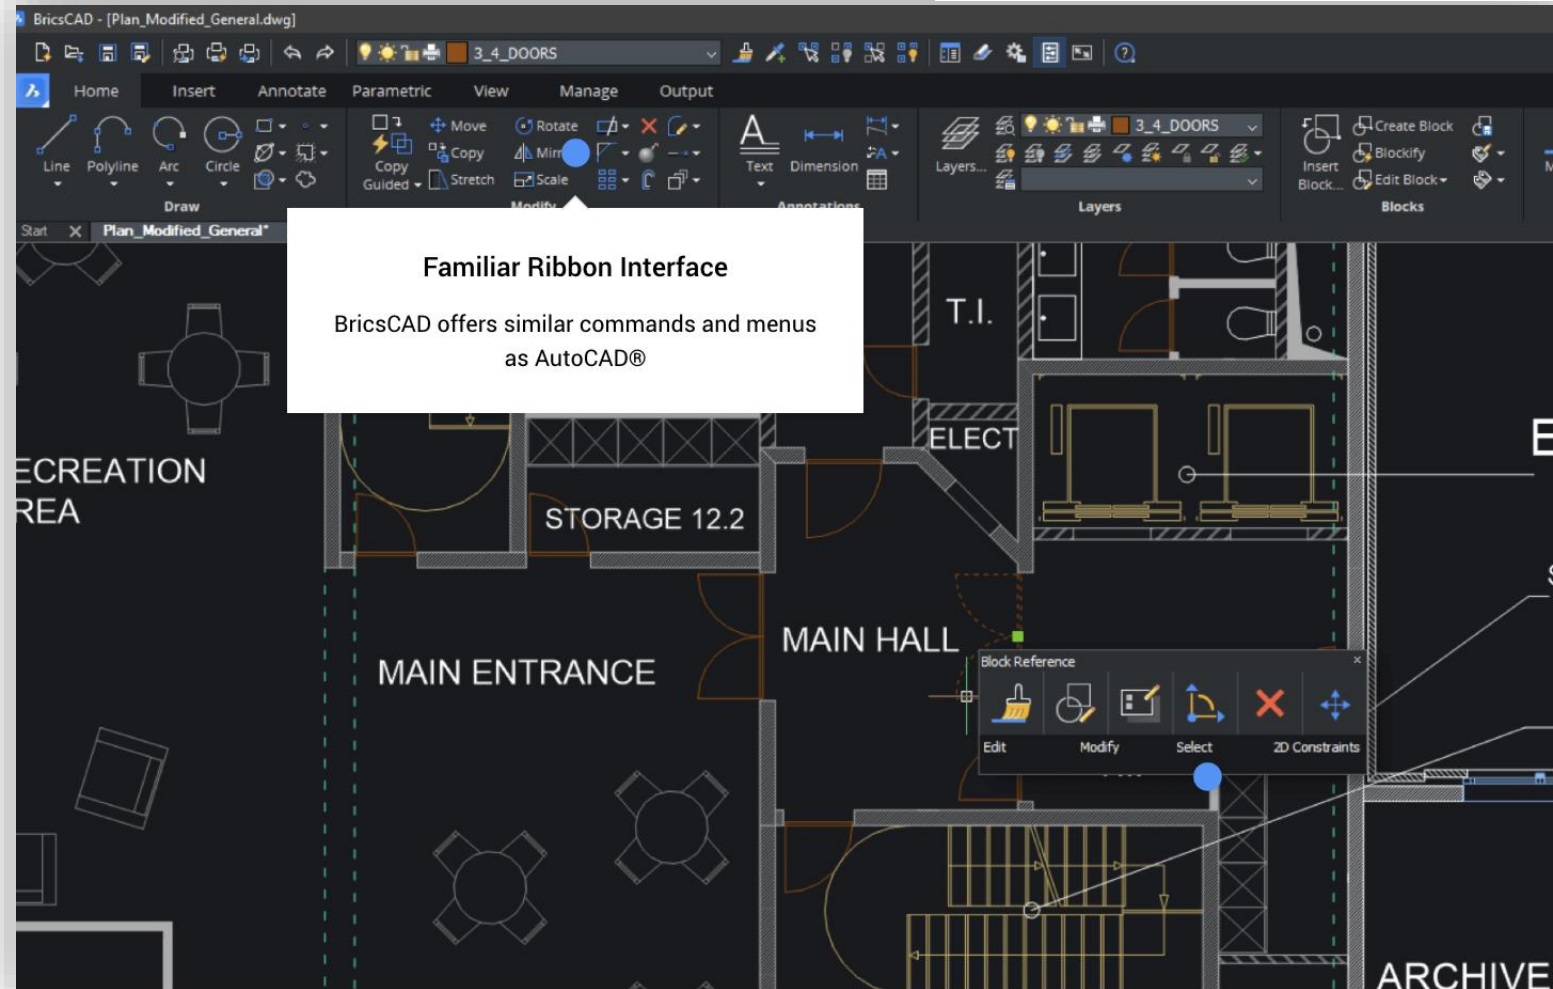 BricsCAD - [Plan_Modified_General.dwg]
3_4_DOORS
Home Insert Annotate Parametric View Manage Output
Line
Polyline
Arc
Circle
Draw
Copy
Guided
Move
Copy
Stretch
Rotate
Mirr
Scale
Modify
Text
Dimension
Annotations
Layers...
3_4_DOORS
Layers
Insert
Block...
Create Block
Blockify
Edit Block
Blocks
M
Start
Plan_Modified_General*
Familiar Ribbon Interface
BricsCAD offers similar commands and menus
as AutoCAD®
T.I.
ELECT
E
ECREATION
REA
STORAGE 12.2
S
MAIN HALL
MAIN ENTRANCE
Block Reference
Edit Modify Select 2D Constraints
ARCHIVE